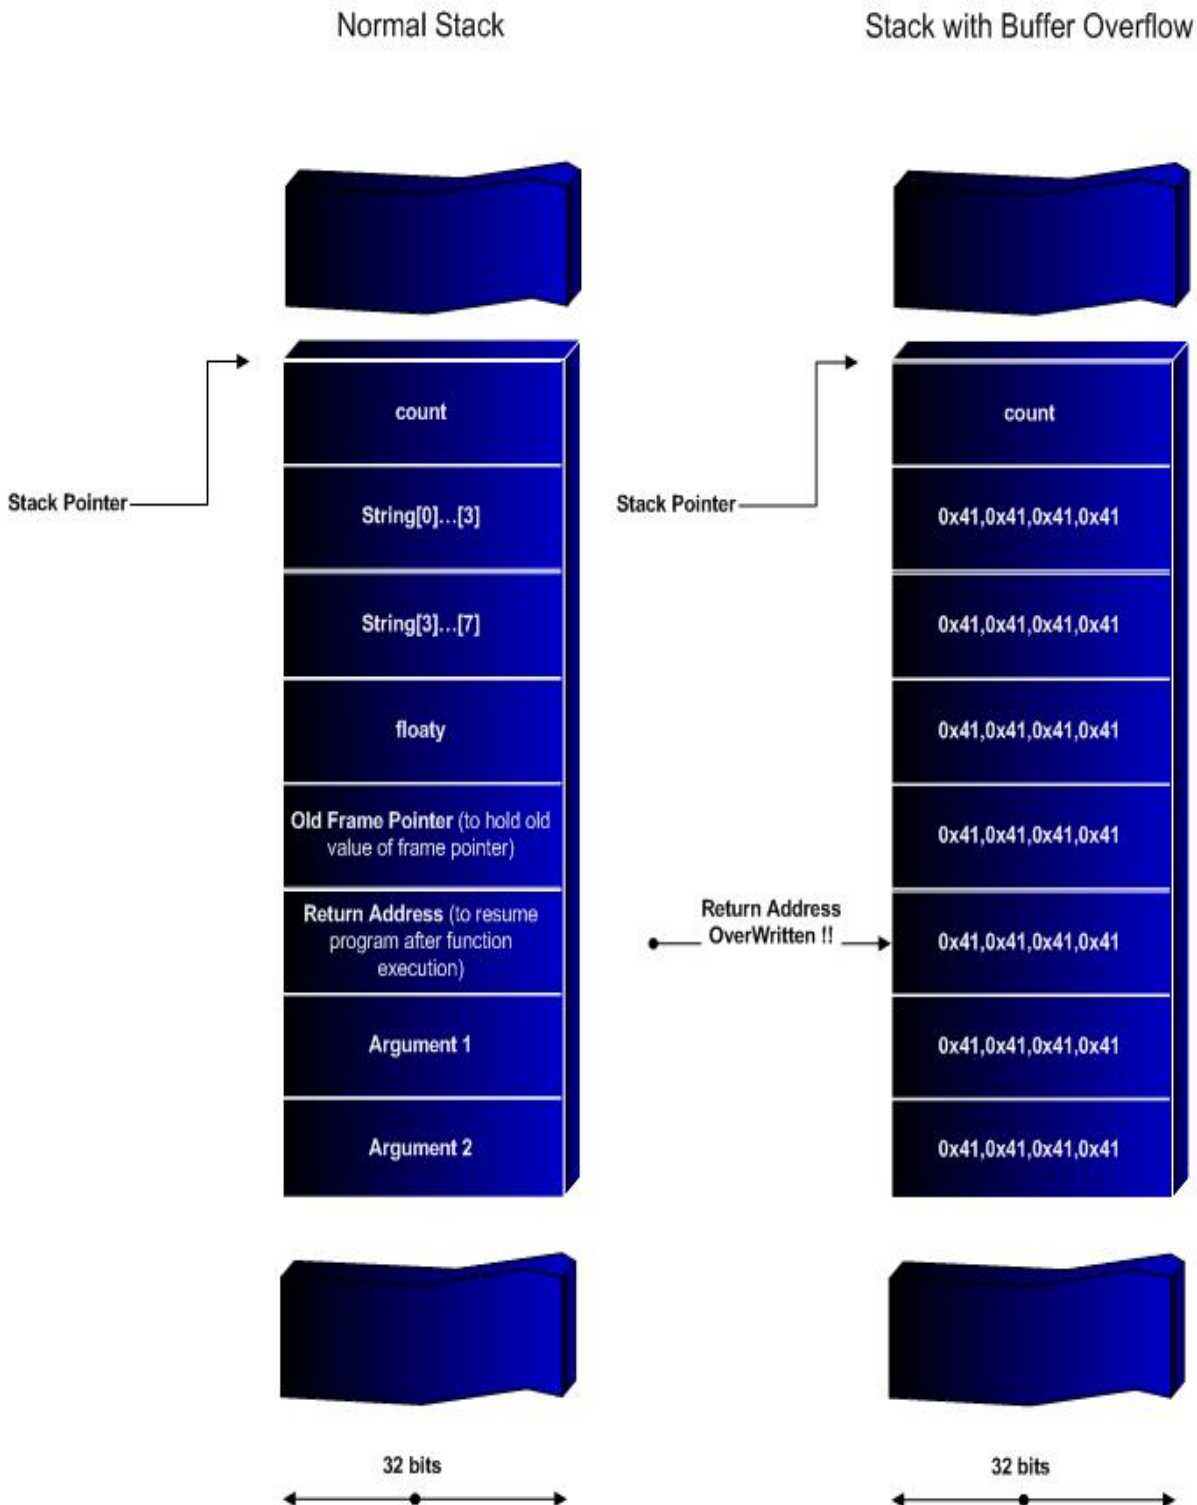 Normal Stack
Stack with Buffer Overflow
count
String[0]...[3]
Stack Pointer
String[3]...[7]
floaty
Old Frame Pointer (to hold old
value of frame pointer)
Return Address (to resume
program after function
execution)
Argument 1
Argument 2
32 bits
count
Stack Pointer
0x41,0x41,0x41,0x41
0x41,0x41,0x41,0x41
0x41,0x41,0x41,0x41
0x41,0x41,0x41,0x41
Return Address
OverWritten !!
0x41,0x41,0x41,0x41
0x41,0x41,0x41,0x41
0x41,0x41,0x41,0x41
32 bits